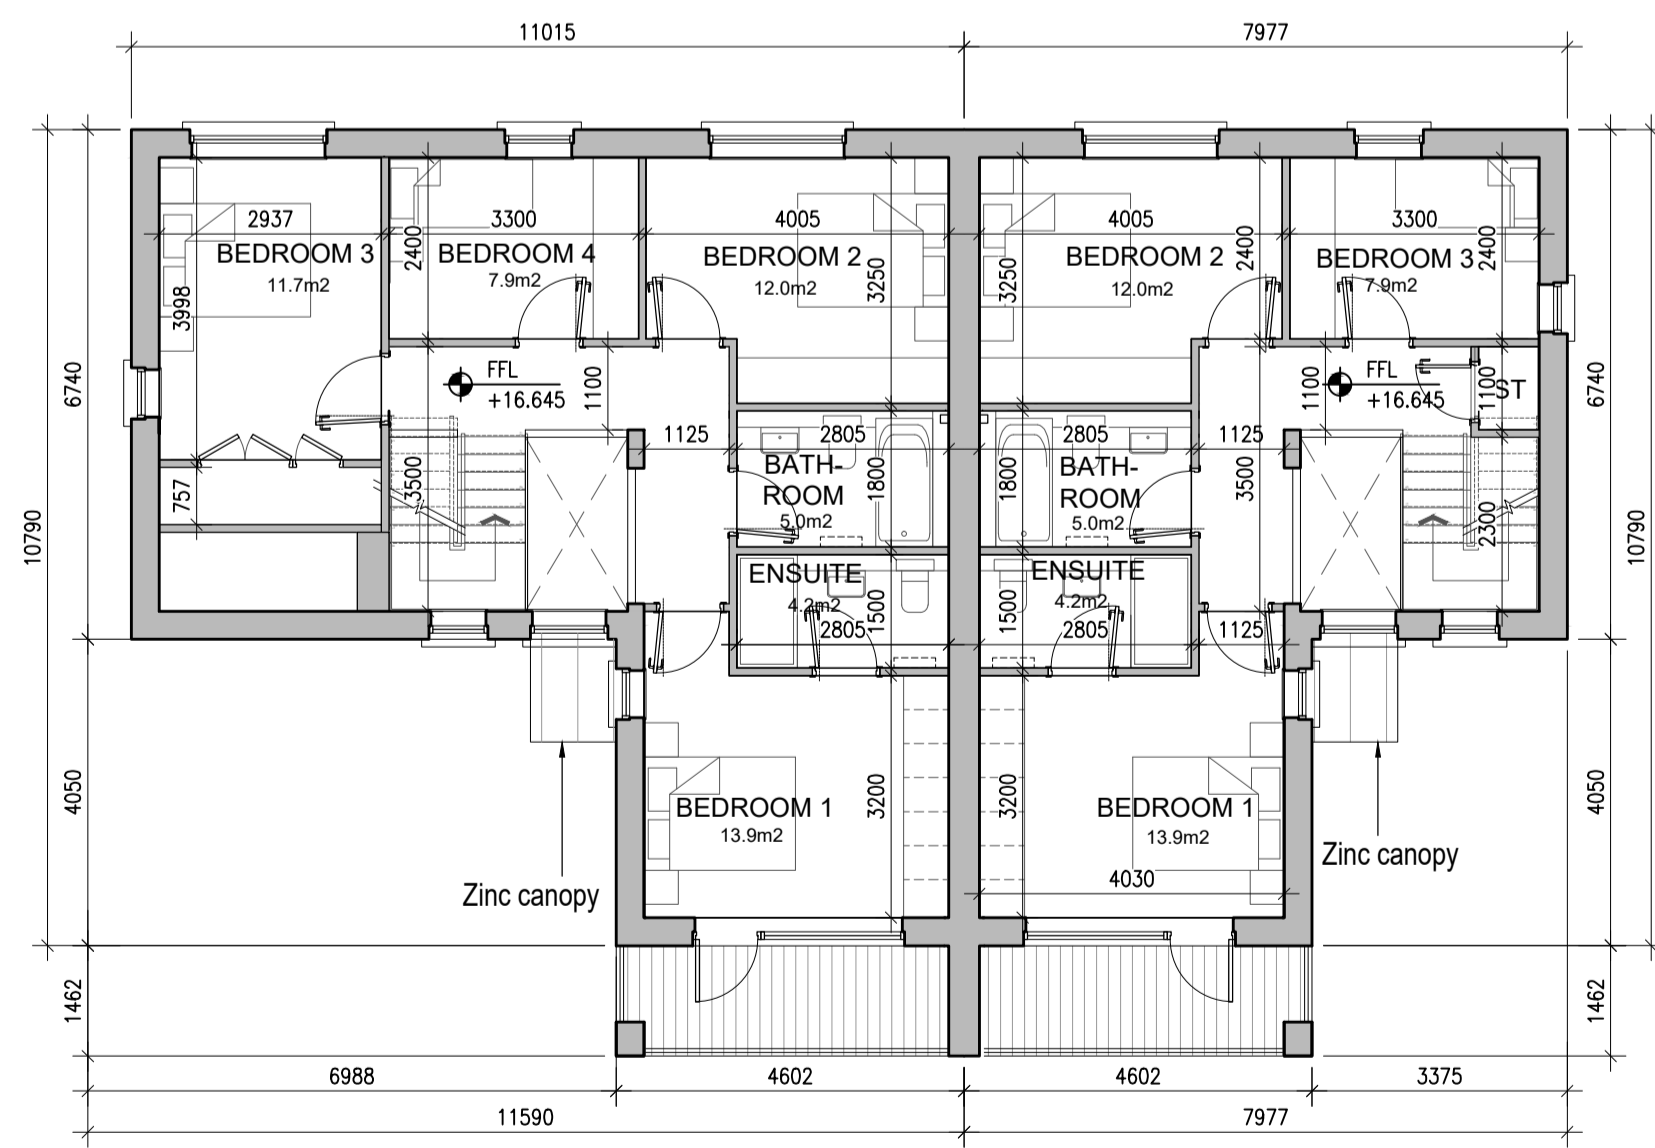 11015
7977
2937
3300
4005
4005
3300
BEDROOM 3
11.7m2
3998
2400
BEDROOM 4
7.9m2
BEDROOM 2
12.0m2
3250
3250
BEDROOM 2
12.0m2
2400
BEDROOM 3
7.9m2
2400
6740
10790
FFL
+16.645
1100
1100
FFL
+16.645
1100
ST
6740
10790
1125
2805
2805
1125
757
3500
BATH-
ROOM
5.0m2
1800
1800
BATH-
ROOM
5.0m2
3500
2300
ENSUITE
4.2m2
1500
2805
1500
ENSUITE
4.2m2
2805
1125
4050
BEDROOM 1
13.9m2
3200
3200
BEDROOM 1
13.9m2
4030
4050
Zinc canopy
Zinc canopy
1462
1462
6988
4602
4602
3375
11590
7977